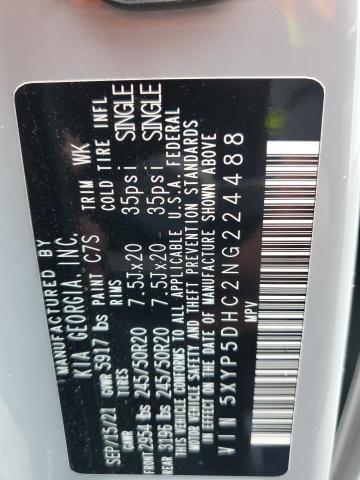 MANUFACTURED BY
KIA GEORGIA, INC.
SEP/15/21 GVWR 5917 lbs PAINT C7S TRIM WK
TIRES RIMS COLD TIRE INFL
FRONT 2954 lbs 245/50R20 7.5Jx20 35psi SINGLE
REAR 3196 lbs 245/50R20 7.5Jx20 35psi SINGLE
THIS VEHICLE CONFORMS TO ALL APPLICABLE U.S.A. FEDERAL
MOTOR VEHICLE SAFETY AND THEFT PREVENTION STANDARDS
IN EFFECT ON THE DATE OF MANUFACTURE SHOWN ABOVE
VIN 5XYP5DHC2NG224488
MPV